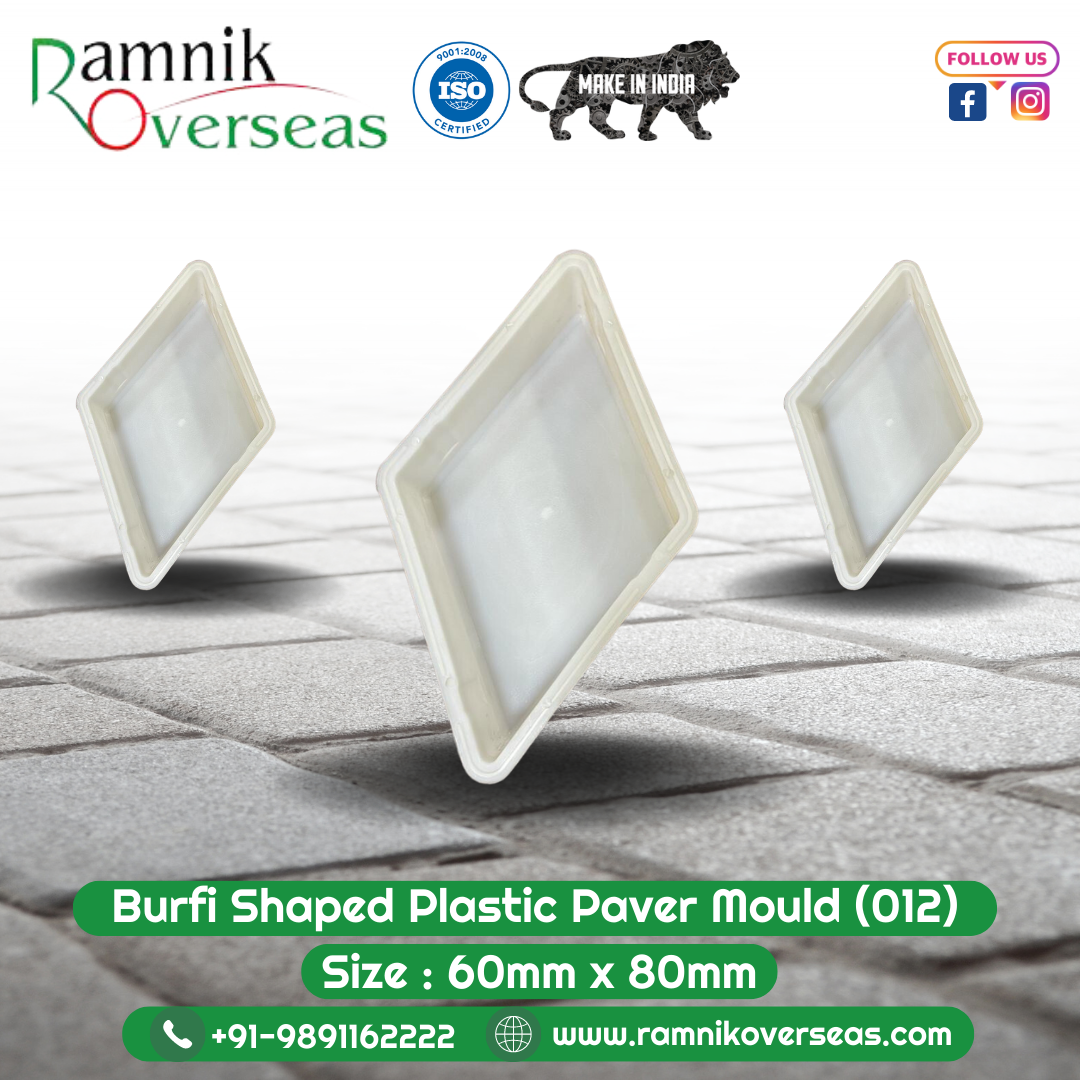 Ramnik
Overseas
9001:2008
ISO
CERTIFIED
MAKE IN INDIA
FOLLOW US
Burfi Shaped Plastic Paver Mould (012)
Size : 60mm x 80mm
+91-9891162222
www.ramnikoverseas.com